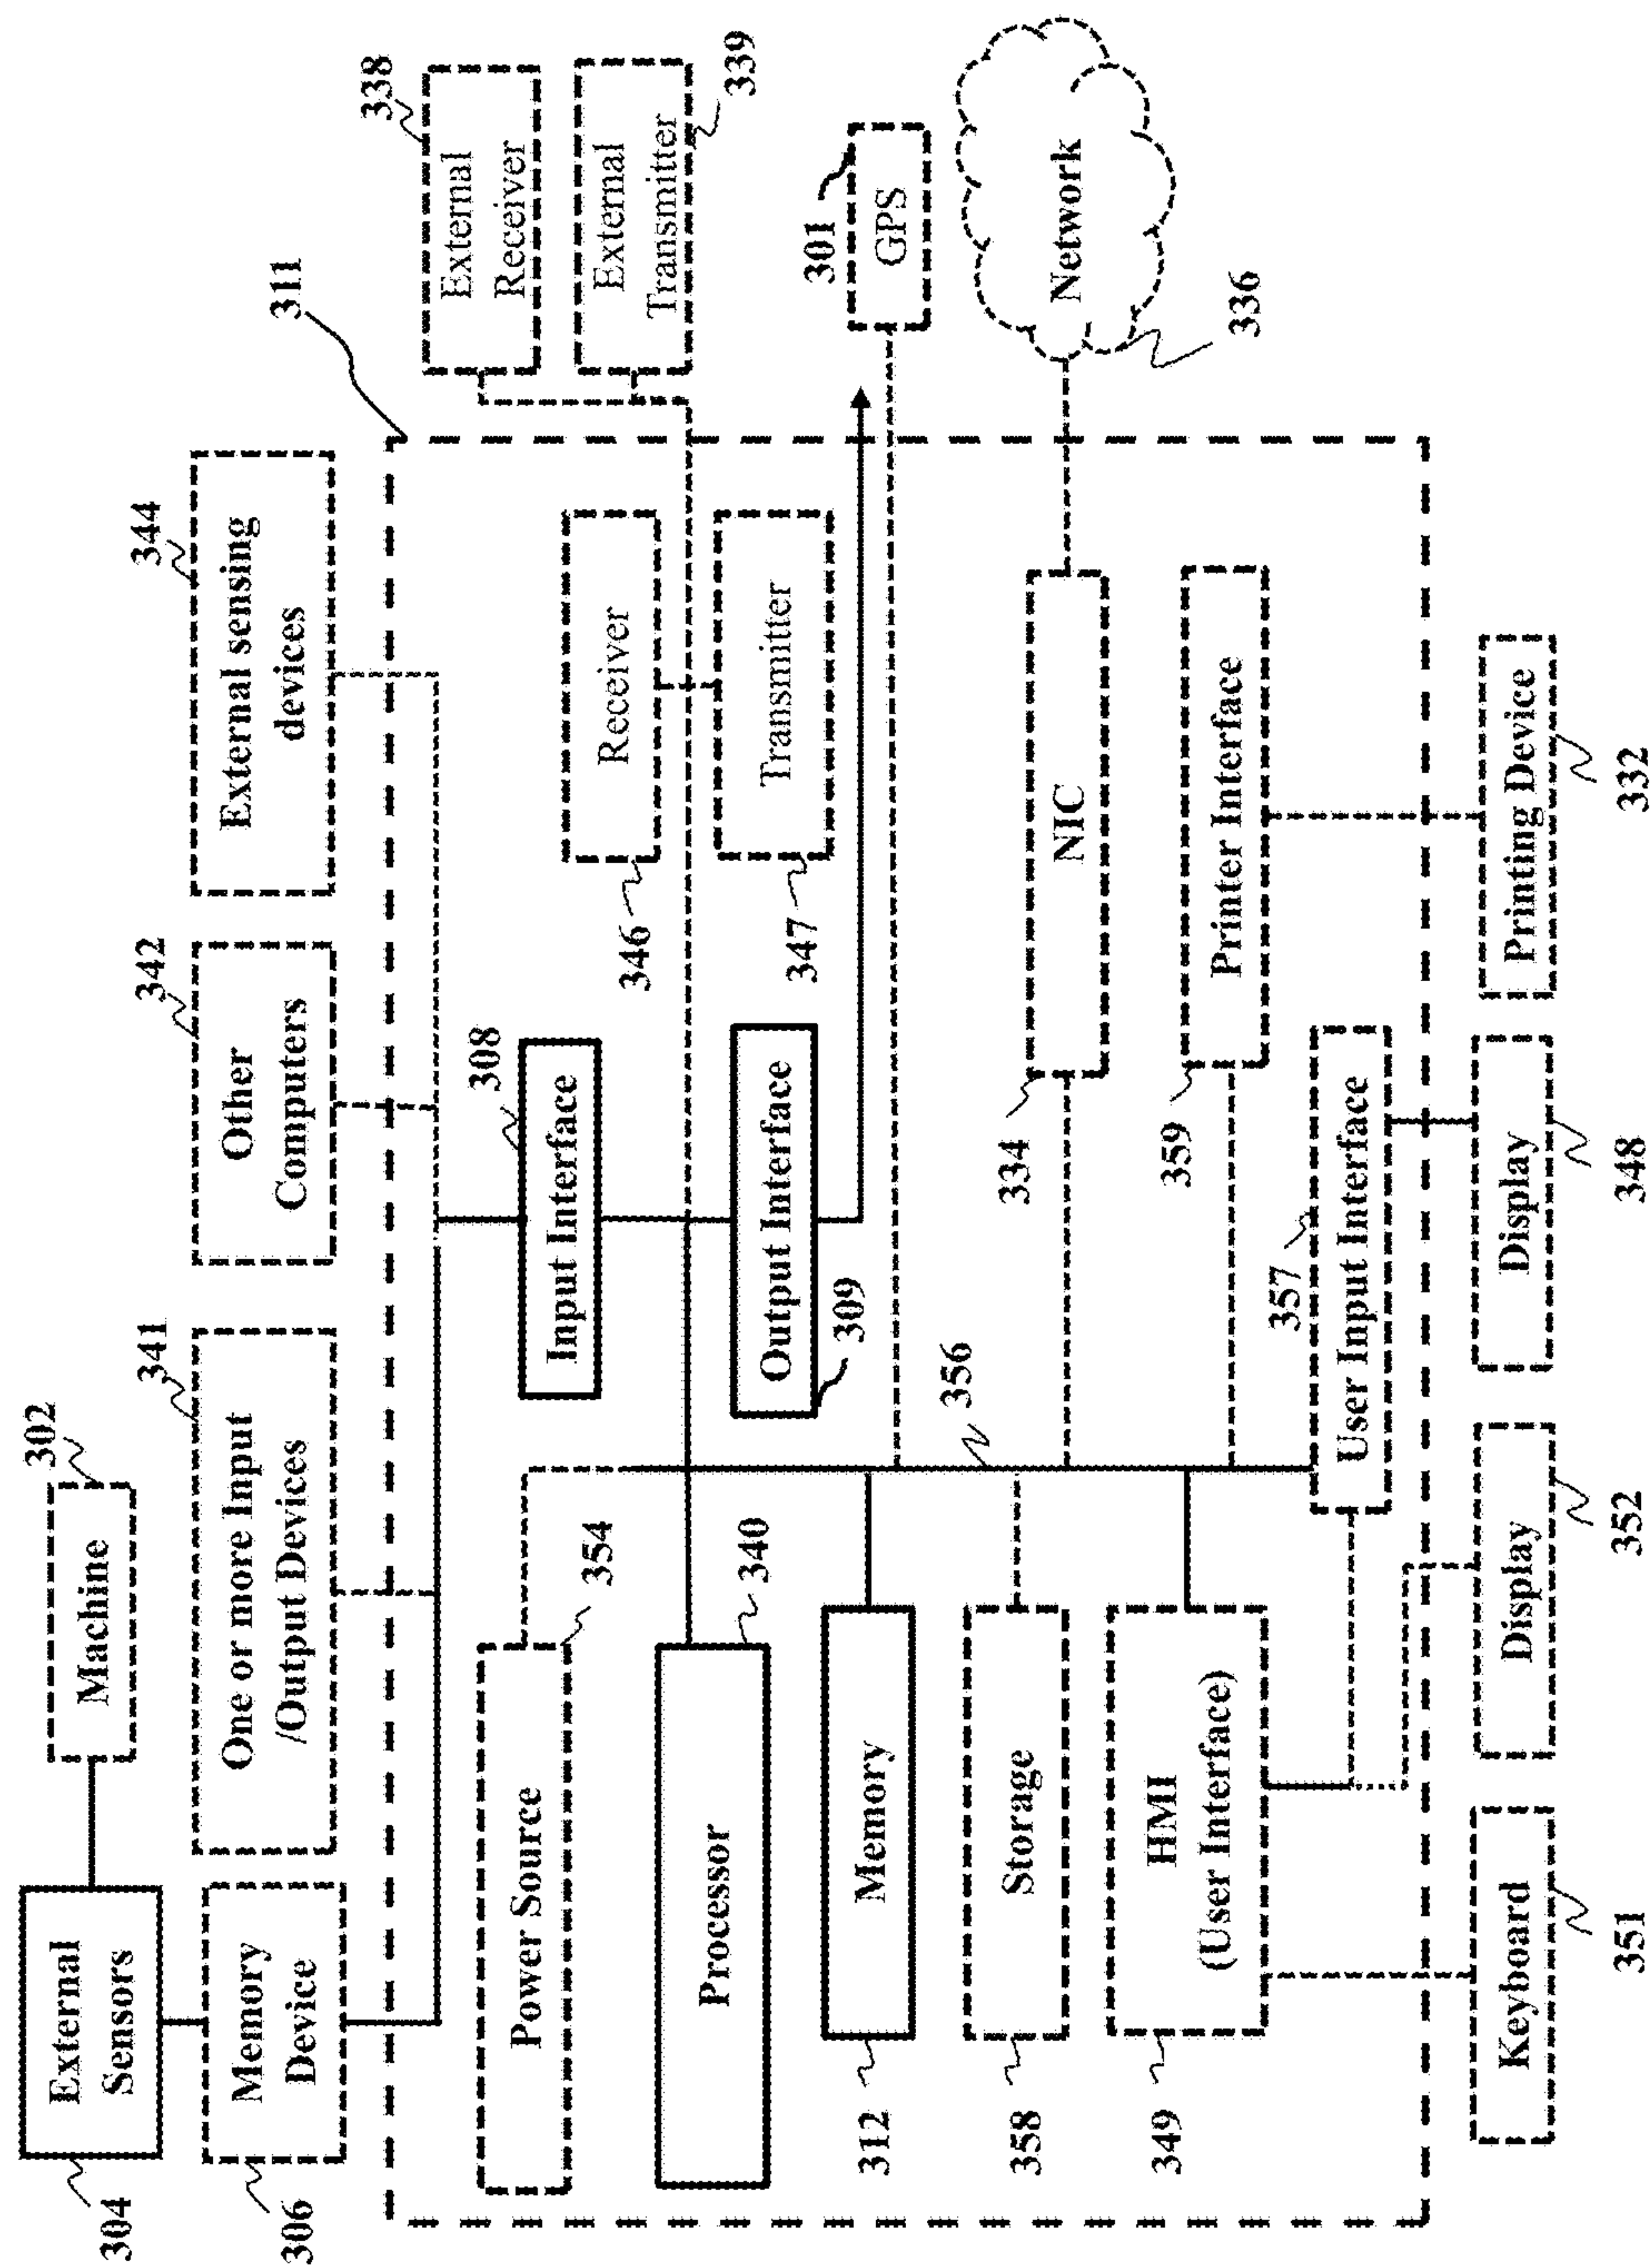 304
External
Sensors
Machine
302
306
Memory
Device
One or more Input
/Output Devices
341
Other
Computers
342
External sensing
devices
344
311
External
Receiver
338
External
Transmitter
339
Power Source
354
Input Interface
308
Receiver
346
Processor
340
Output Interface
309
Transmitter
347
301
GPS
Memory
312
356
Storage
358
334
NIC
Network
336
HMI
(User Interface)
349
359
Printer Interface
357
User Input Interface
Keyboard
351
Display
352
Display
348
Printing Device
332